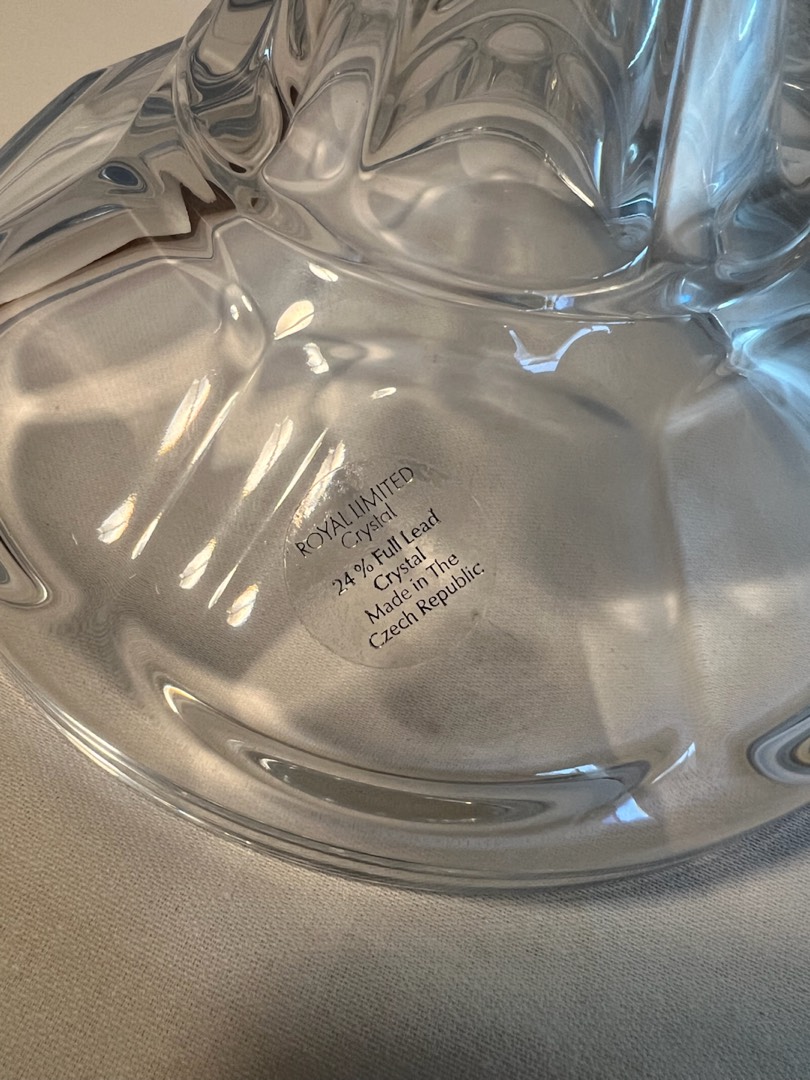 ROYAL LIMITED
Crystal
24% Full Lead
Crystal
Made in The
Czech Republic.